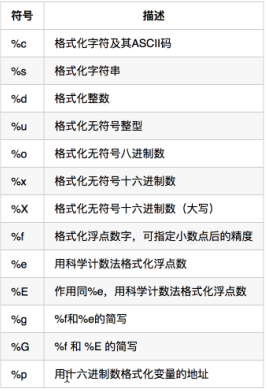 符号 描述
%c 格式化字符及其ASCII码
%s 格式化字符串
%d 格式化整数
%u 格式化无符号整型
%o 格式化无符号八进制数
%x 格式化无符号十六进制数
%X 格式化无符号十六进制数（大写）
%f 格式化浮点数字，可指定小数点后的精度
%e 用科学计数法格式化浮点数
%E 作用同%e，用科学计数法格式化浮点数
%g %f和%e的简写
%G %f 和 %E 的简写
%p 用十六进制数格式化变量的地址